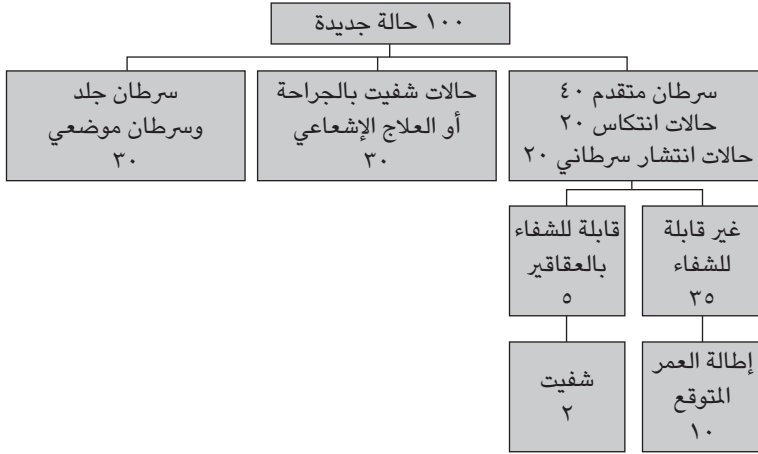 ١٠٠ حالة جديدة
سرطان متقدم ٤٠
حالات انتكاس ٢٠
حالات انتشار سرطاني ٢٠
حالات شفيت بالجراحة
أو العلاج الإشعاعي
٣٠
سرطان جلد
وسرطان موضعي
٣٠
غير قابلة
للشفاء
٣٥
قابلة للشفاء
بالعقاقير
٥
إطالة العمر
المتوقع
١٠
شفيت
٢